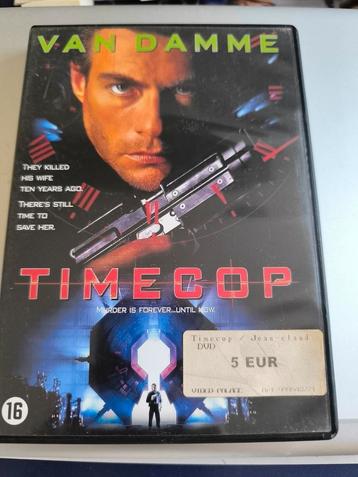 VAN DAMME
THEY KILLED
HIS WIFE
TEN YEARS AGO.
THERE'S STILL
TIME TO
SAVE HER.
TIMECOP
MURDER IS FOREVER...UNTIL NOW.
Timecop / Jean-claud
DVD
5 EUR
VIDEO PALACE
16